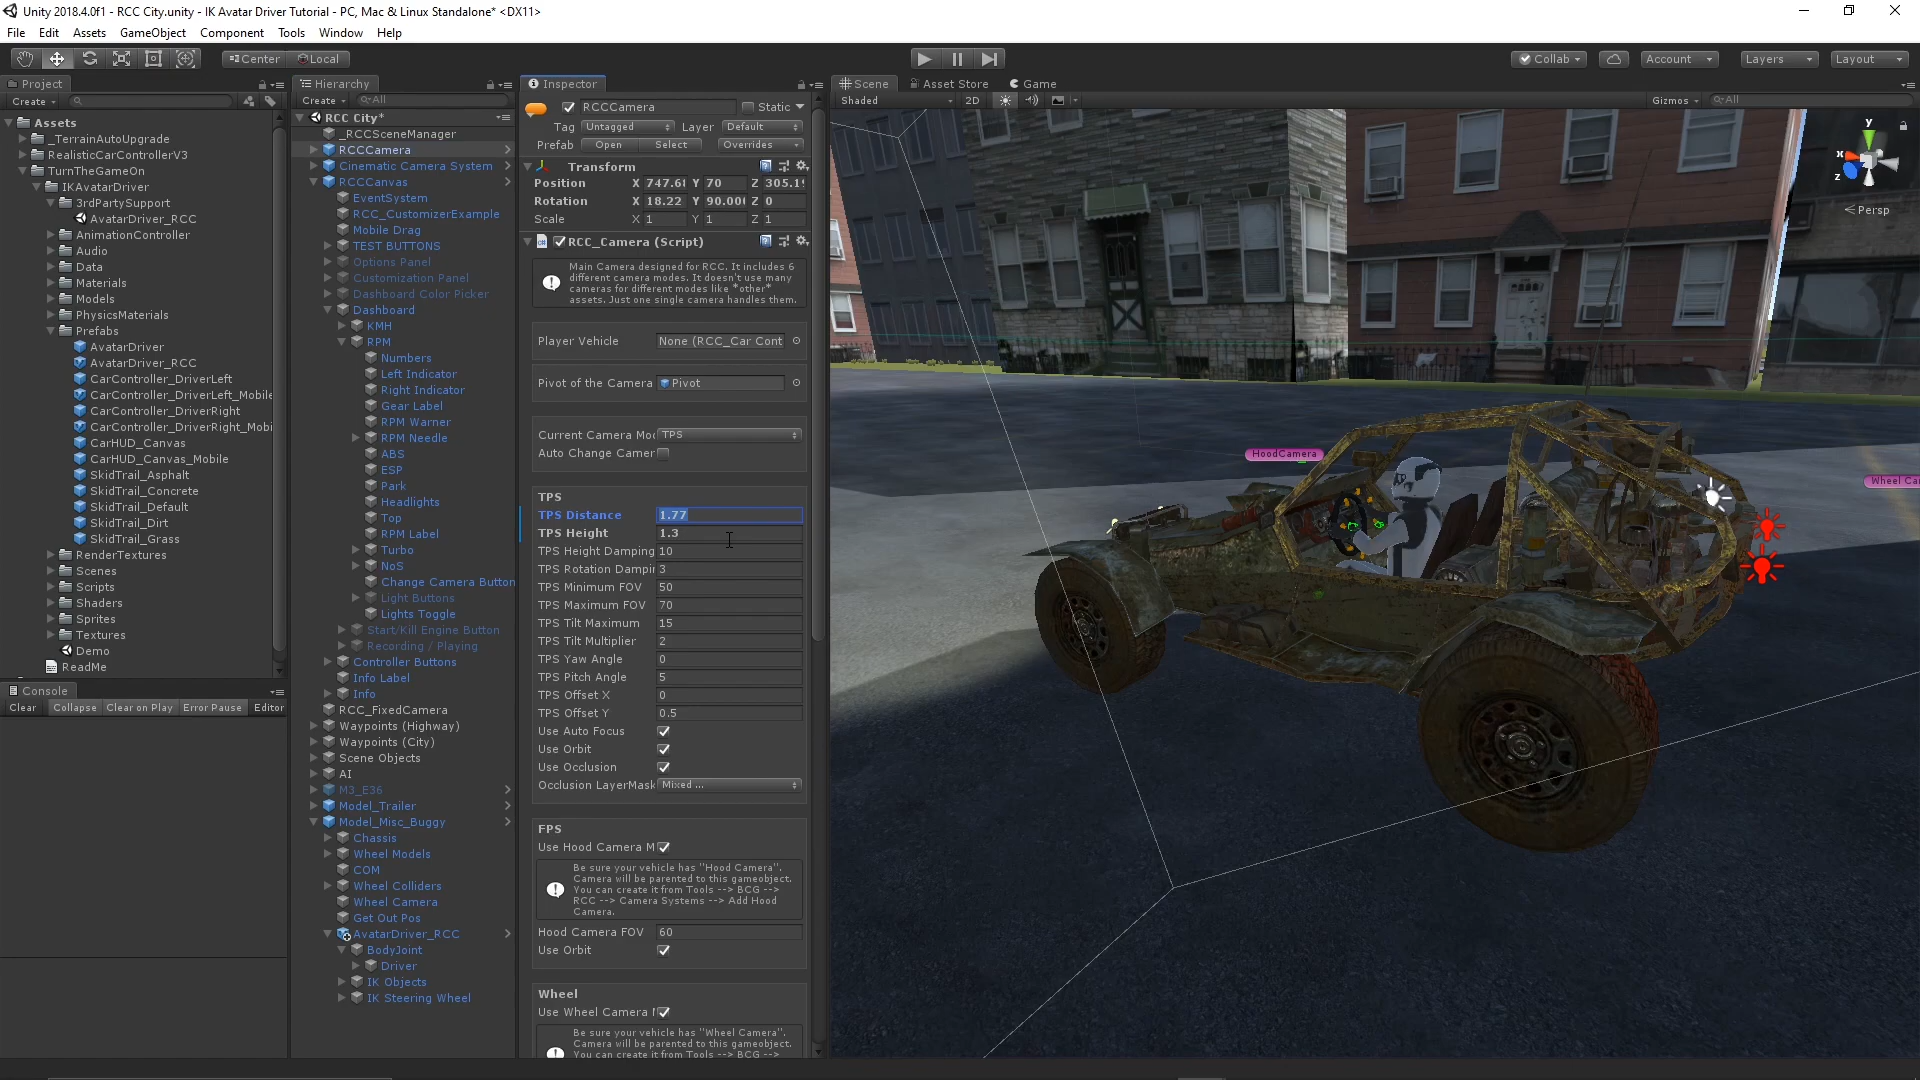 Unity 2018.4.0f1 - RCC City.unity - IK Avatar Driver Tutorial - PC, Mac & Linux Standalone* <DX11>
File Edit Assets GameObject Component Tools Window Help
Center Local Collab Account Layers Layout
Project
Create
Assets
_TerrainAutoUpgrade
RealisticCarControllerV3
TurnTheGameOn
IKAvatarDriver
3rdPartySupport
AvatarDriver_RCC
AnimationController
Audio
Data
Materials
Models
PhysicsMaterials
Prefabs
AvatarDriver
AvatarDriver_RCC
CarController_DriverLeft
CarController_DriverLeft_Mobile
CarController_DriverRight
CarController_DriverRight_Mobi
CarHUD_Canvas
CarHUD_Canvas_Mobile
SkidTrail_Asphalt
SkidTrail_Concrete
SkidTrail_Default
SkidTrail_Dirt
SkidTrail_Grass
RenderTextures
Scenes
Scripts
Shaders
Sprites
Textures
Demo
ReadMe
Console
Clear Collapse Clear on Play Error Pause Editor
Hierarchy
Create All
RCC City*
_RCCSceneManager
RCCCamera
Cinematic Camera System
RCCCanvas
EventSystem
RCC_CustomizerExample
Mobile Drag
TEST BUTTONS
Options Panel
Customization Panel
Dashboard Color Picker
Dashboard
KMH
RPM
Numbers
Left Indicator
Right Indicator
Gear Label
RPM Warner
RPM Needle
ABS
ESP
Park
Headlights
Top
RPM Label
Turbo
NoS
Change Camera Button
Light Buttons
Lights Toggle
Start/Kill Engine Button
Recording / Playing
Controller Buttons
Info Label
Info
RCC_FixedCamera
Waypoints (Highway)
Waypoints (City)
Scene Objects
AI
M3_E36
Model_Trailer
Model_Misc_Buggy
Chassis
Wheel Models
COM
Wheel Colliders
Wheel Camera
Get Out Pos
AvatarDriver_RCC
BodyJoint
Driver
IK Objects
IK Steering Wheel
Inspector
RCCCamera Static
Tag Untagged Layer Default
Prefab Open Select Overrides
Transform
Position X 747.6 Y 70 Z 305.1
Rotation X 18.22 Y 90.00 Z 0
Scale X 1 Y 1 Z 1
RCC_Camera (Script)
Main Camera designed for RCC. It includes 6
different camera modes. It doesn't use many
cameras for different modes like *other*
assets. Just one single camera handles them.
Player Vehicle None (RCC_Car Cont
Pivot of the Camera Pivot
Current Camera Mo TPS
Auto Change Camer
TPS
TPS Distance 1.77
TPS Height 1.3
TPS Height Damping 10
TPS Rotation Dampi 3
TPS Minimum FOV 50
TPS Maximum FOV 70
TPS Tilt Maximum 15
TPS Tilt Multiplier 2
TPS Yaw Angle 0
TPS Pitch Angle 5
TPS Offset X 0
TPS Offset Y 0.5
Use Auto Focus
Use Orbit
Use Occlusion
Occlusion LayerMask Mixed ...
FPS
Use Hood Camera M
Be sure your vehicle has "Hood Camera".
Camera will be parented to this gameobject.
You can create it from Tools --> BCG -->
RCC --> Camera Systems --> Add Hood
Camera.
Hood Camera FOV 60
Use Orbit
Wheel
Use Wheel Camera
Be sure your vehicle has "Wheel Camera".
Camera will be parented to this gameobject.
You can create it from Tools --> BCG -->
Scene Asset Store Game
Shaded 2D Gizmos All
y
x
z
Persp
HoodCamera
Wheel Ca